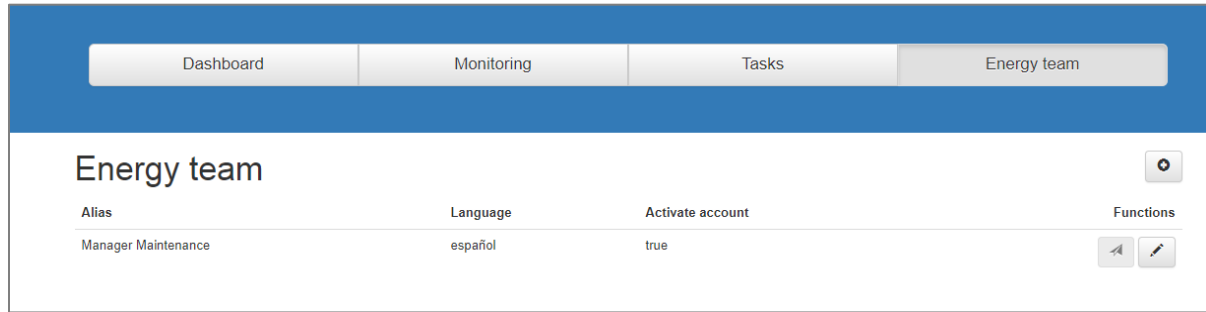 Dashboard Monitoring Tasks Energy team
Energy team
Alias Language Activate account Functions
Manager Maintenance español true